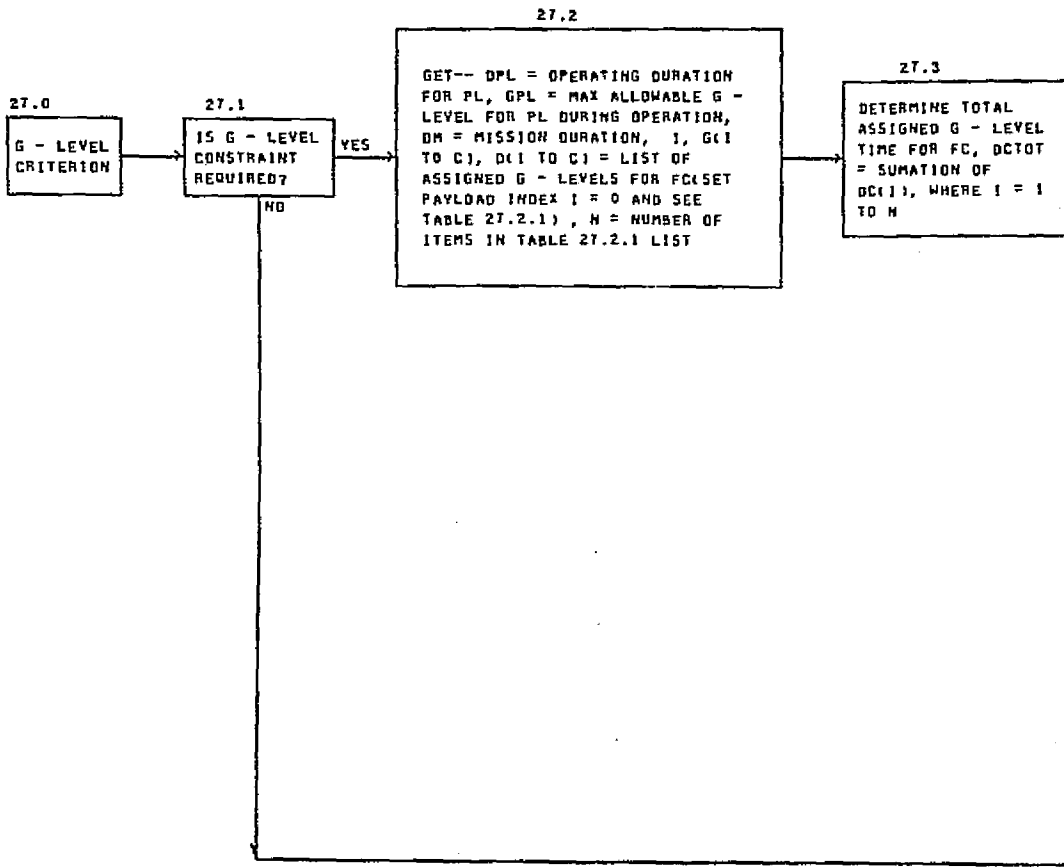 27.0
G - LEVEL
CRITERION
27.1
IS G - LEVEL
CONSTRAINT
REQUIRED?
YES
NO
27.2
GET-- DPL = OPERATING DURATION
FOR PL, GPL = MAX ALLOWABLE G -
LEVEL FOR PL DURING OPERATION,
DM = MISSION DURATION, I, G(I
TO C), D(I TO C) = LIST OF
ASSIGNED G - LEVELS FOR FC(SET
PAYLOAD INDEX I = 0 AND SEE
TABLE 27.2.1) , N = NUMBER OF
ITEMS IN TABLE 27.2.1 LIST
27.3
DETERMINE TOTAL
ASSIGNED G - LEVEL
TIME FOR FC, DCTOT
= SUMATION OF
DC(I), WHERE I = 1
TO N